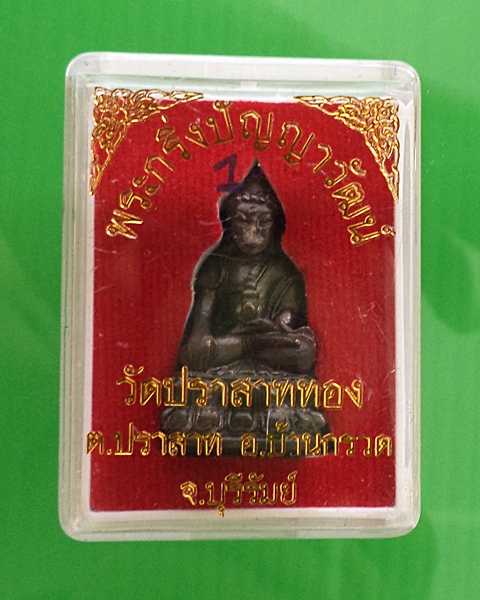 พระกริ่งปัญญาวัฒน์
1
วัดปราสาททอง
ต.ปราสาท อ.บ้านกรวด
จ.บุรีรัมย์